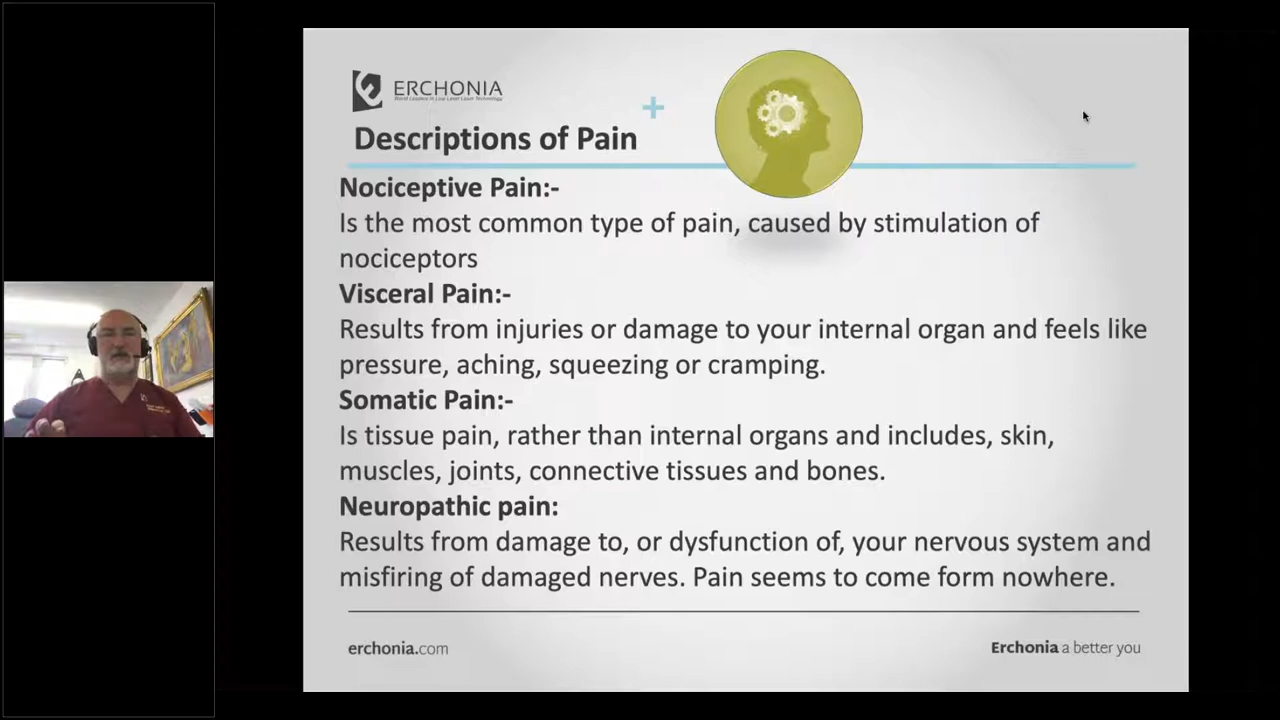 ERCHONIA
World Leaders in Low Level Laser Technology
Descriptions of Pain
Nociceptive Pain:-
Is the most common type of pain, caused by stimulation of
nociceptors
Visceral Pain:-
Results from injuries or damage to your internal organ and feels like
pressure, aching, squeezing or cramping.
Somatic Pain:-
Is tissue pain, rather than internal organs and includes, skin,
muscles, joints, connective tissues and bones.
Neuropathic pain:
Results from damage to, or dysfunction of, your nervous system and
misfiring of damaged nerves. Pain seems to come form nowhere.
erchonia.com
Erchonia a better you